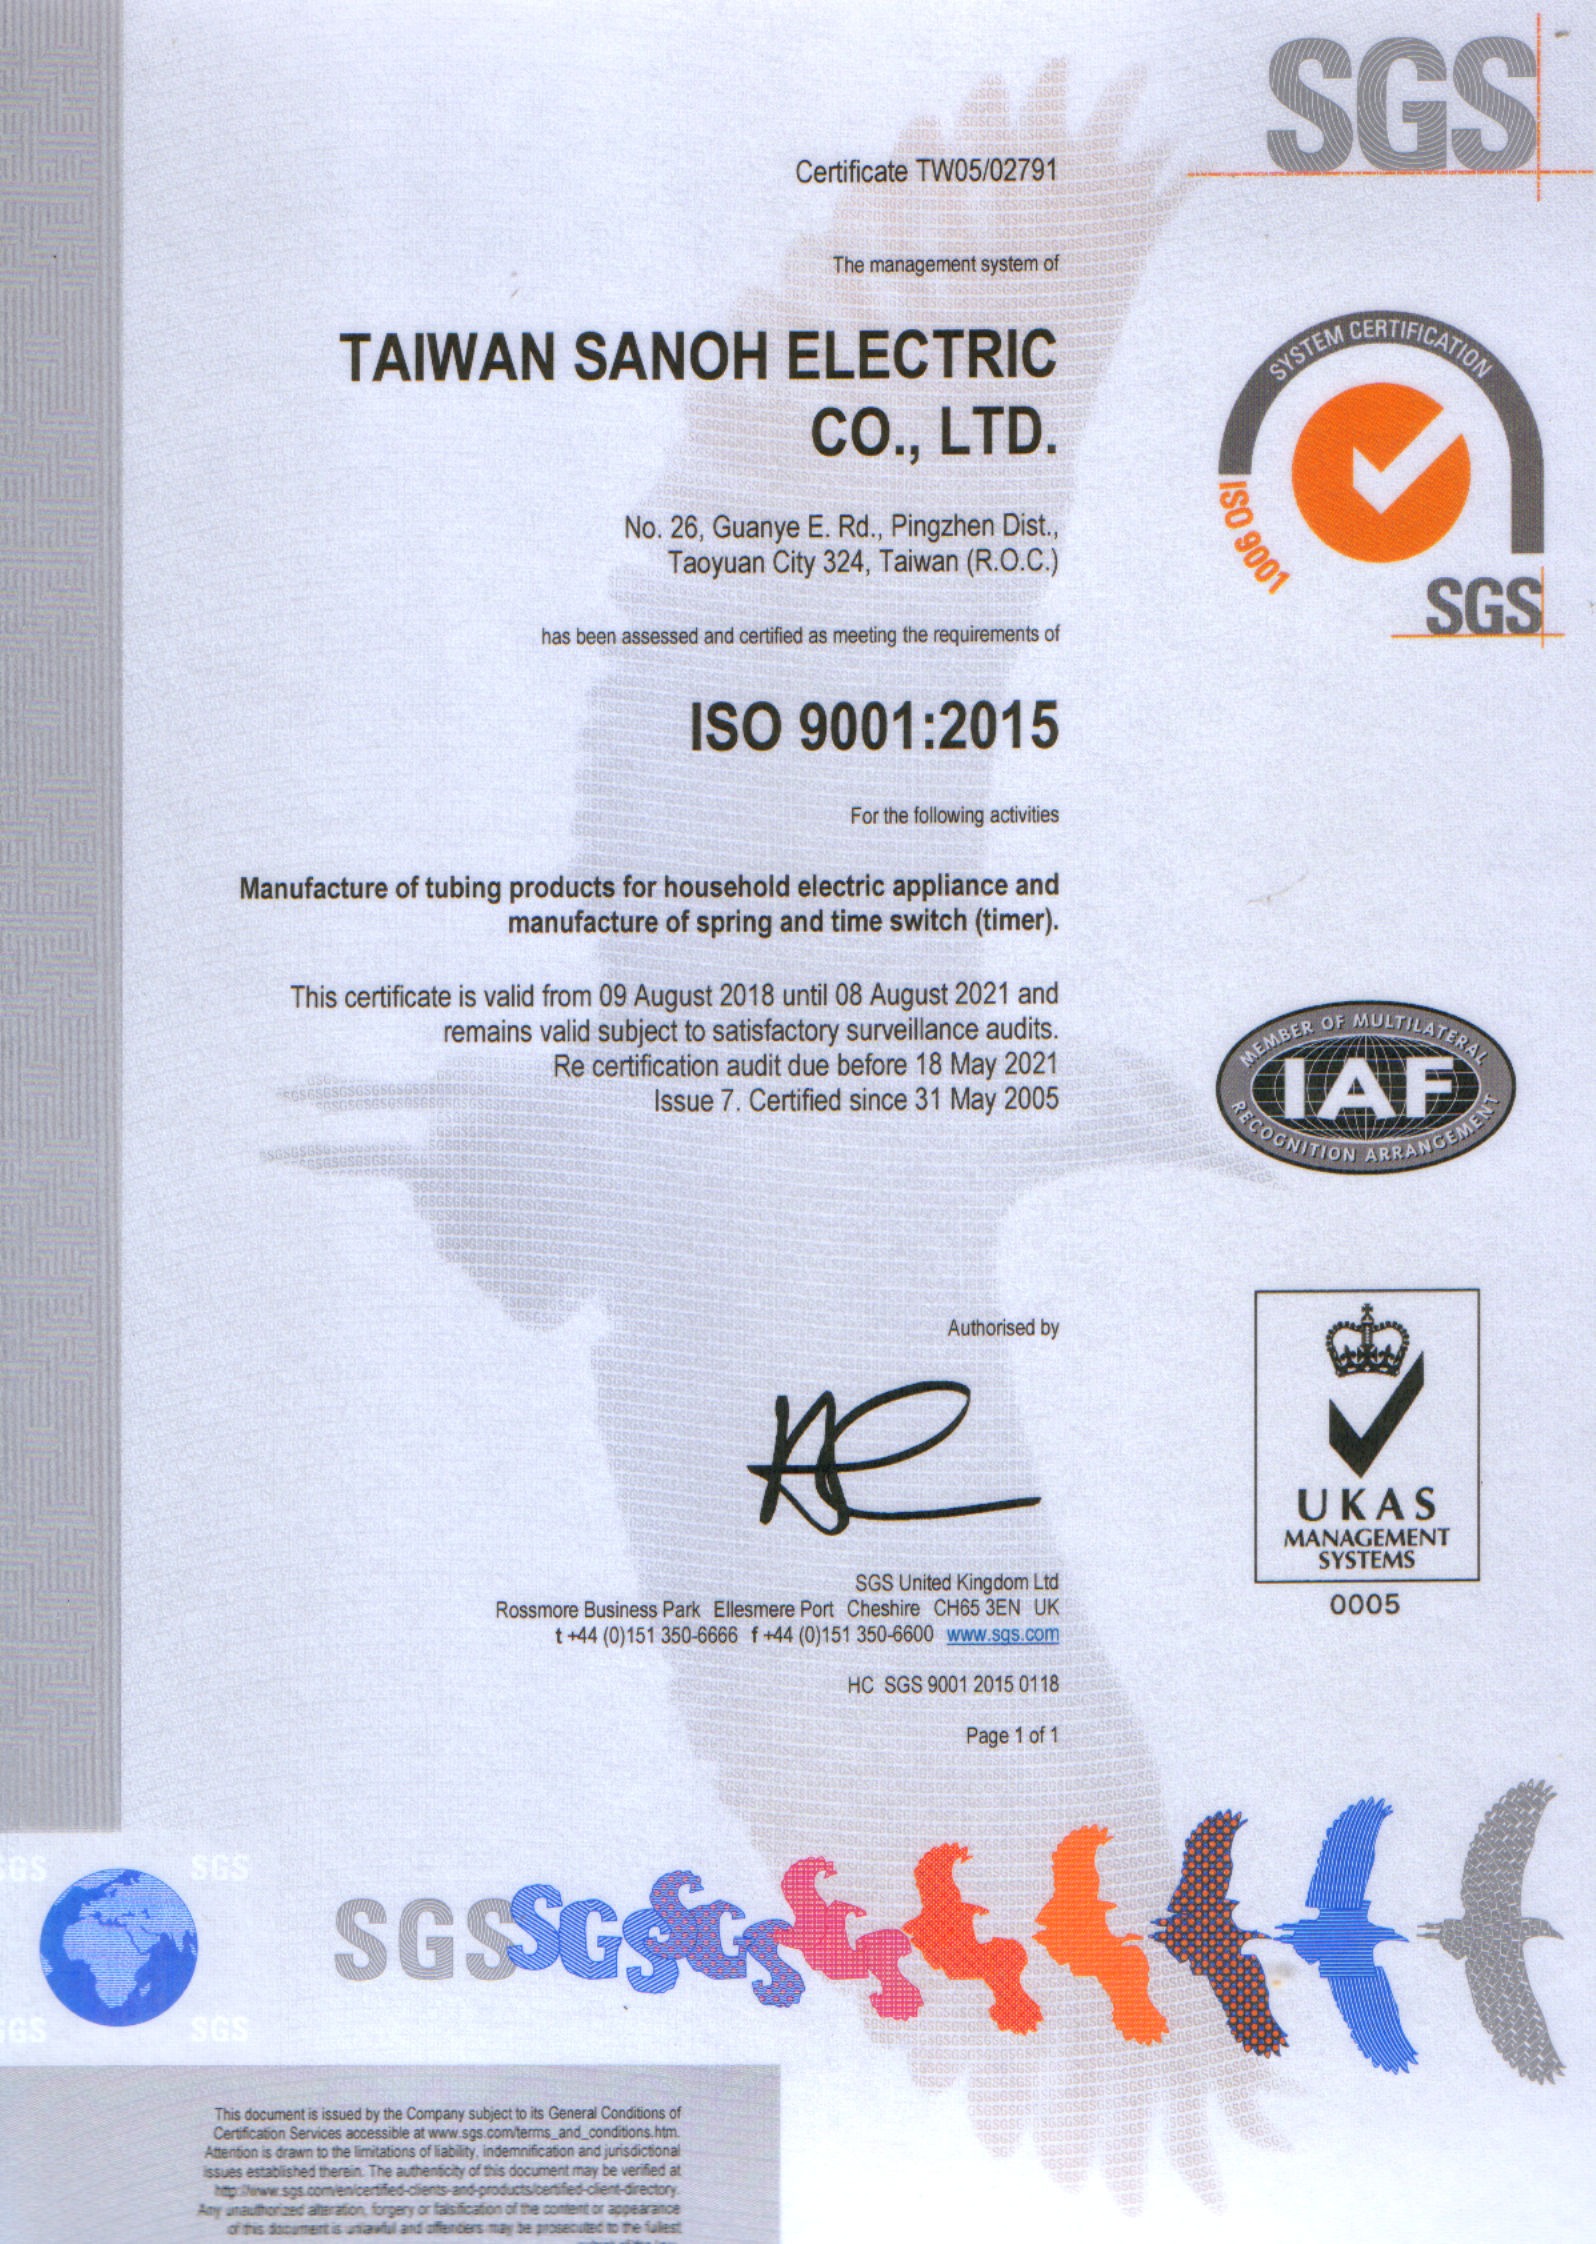 SGS
Certificate TW05/02791
The management system of
TAIWAN SANOH ELECTRIC
CO., LTD.
No. 26, Guanye E. Rd., Pingzhen Dist.,
Taoyuan City 324, Taiwan (R.O.C.)
has been assessed and certified as meeting the requirements of
ISO 9001:2015
For the following activities
Manufacture of tubing products for household electric appliance and
manufacture of spring and time switch (timer).
This certificate is valid from 09 August 2018 until 08 August 2021 and
remains valid subject to satisfactory surveillance audits.
Re certification audit due before 18 May 2021
Issue 7. Certified since 31 May 2005
Authorised by
SGS United Kingdom Ltd
Rossmore Business Park Ellesmere Port Cheshire CH65 3EN UK
t +44 (0)151 350-6666 f +44 (0)151 350-6600 www.sgs.com
HC SGS 9001 2015 0118
Page 1 of 1
SYSTEM CERTIFICATION
ISO 9001
SGS
MEMBER OF MULTILATERAL
IAF
RECOGNITION ARRANGEMENT
UKAS
MANAGEMENT
SYSTEMS
0005
SGS SGS
SGS SGS
SGS SGS SGS
This document is issued by the Company subject to its General Conditions of
Certification Services accessible at www.sgs.com/terms_and_conditions.htm.
Attention is drawn to the limitations of liability, indemnification and jurisdictional
issues established therein. The authenticity of this document may be verified at
http://www.sgs.com/en/certified-clients-and-products/certified-client-directory.
Any unauthorized alteration, forgery or falsification of the content or appearance
of this document is unlawful and offenders may be prosecuted to the fullest